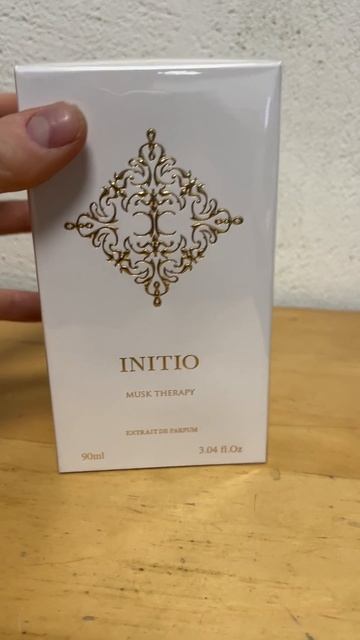 INITIO
MUSK THERAPY
EXTRAIT DE PARFUM
90ml 3.04 fl.Oz